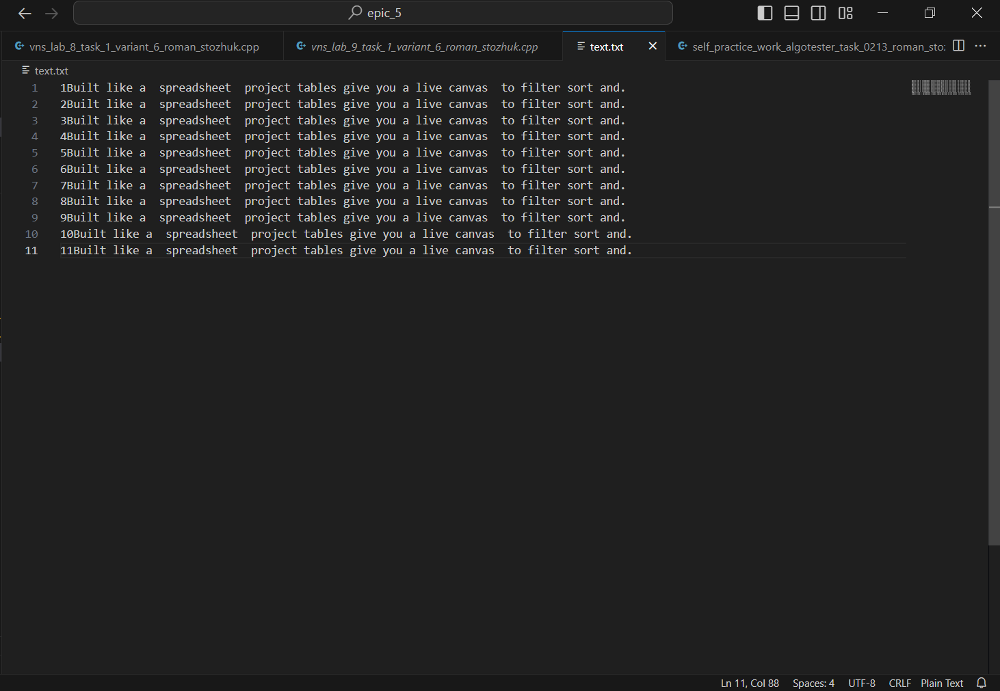 epic_5
vns_lab_8_task_1_variant_6_roman_stozhuk.cpp
vns_lab_9_task_1_variant_6_roman_stozhuk.cpp
text.txt
self_practice_work_algotester_task_0213_roman_sto
text.txt
1 1Built like a  spreadsheet  project tables give you a live canvas  to filter sort and.
2 2Built like a  spreadsheet  project tables give you a live canvas  to filter sort and.
3 3Built like a  spreadsheet  project tables give you a live canvas  to filter sort and.
4 4Built like a  spreadsheet  project tables give you a live canvas  to filter sort and.
5 5Built like a  spreadsheet  project tables give you a live canvas  to filter sort and.
6 6Built like a  spreadsheet  project tables give you a live canvas  to filter sort and.
7 7Built like a  spreadsheet  project tables give you a live canvas  to filter sort and.
8 8Built like a  spreadsheet  project tables give you a live canvas  to filter sort and.
9 9Built like a  spreadsheet  project tables give you a live canvas  to filter sort and.
10 10Built like a  spreadsheet  project tables give you a live canvas  to filter sort and.
11 11Built like a  spreadsheet  project tables give you a live canvas  to filter sort and.
Ln 11, Col 88 Spaces: 4 UTF-8 CRLF Plain Text